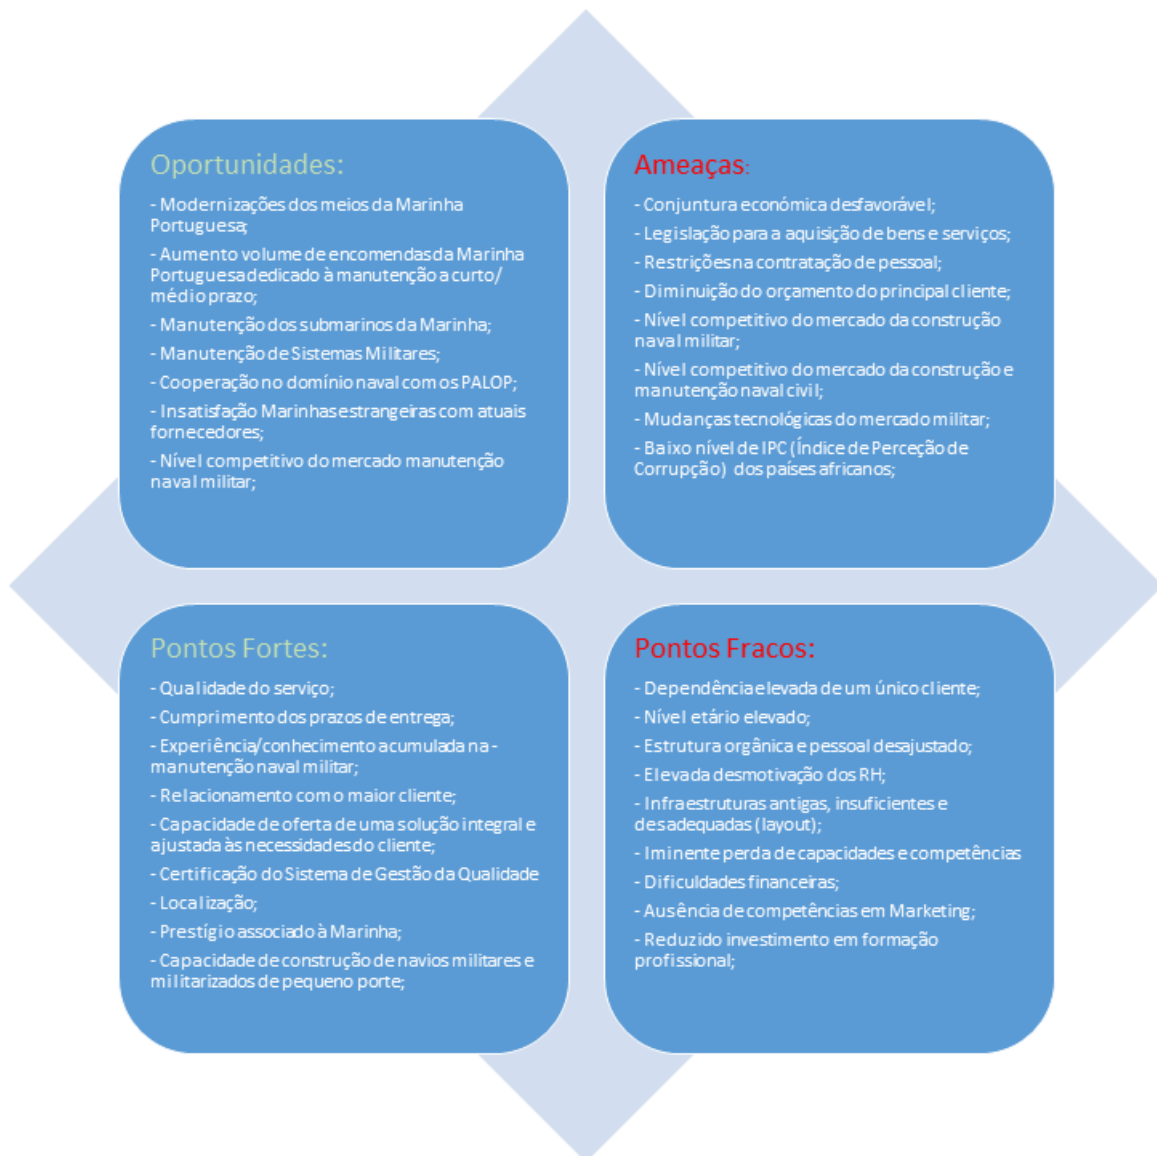 Oportunidades:
- Modernizações dos meios da Marinha
Portuguesa;
- Aumento volume de encomendas da Marinha
Portuguesa dedicado à manutenção a curto/
médio prazo;
- Manutenção dos submarinos da Marinha;
- Manutenção de Sistemas Militares;
- Cooperação no domínio naval com os PALOP;
- Insatisfação Marinhas estrangeiras com atuais
fornecedores;
- Nível competitivo do mercado manutenção
naval militar;
Ameaças:
- Conjuntura económica desfavorável;
- Legislação para a aquisição de bens e serviços;
- Restrições na contratação de pessoal;
- Diminuição do orçamento do principal cliente;
- Nível competitivo do mercado da construção
naval militar;
- Nível competitivo do mercado da construção e
manutenção naval civil;
- Mudanças tecnológicas do mercado militar;
- Baixo nível de IPC (Índice de Perceção de
Corrupção) dos países africanos;
Pontos Fortes:
- Qualidade do serviço;
- Cumprimento dos prazos de entrega;
- Experiência/conhecimento acumulada na -
manutenção naval militar;
- Relacionamento com o maior cliente;
- Capacidade de oferta de uma solução integral e
ajustada às necessidades do cliente;
- Certificação do Sistema de Gestão da Qualidade
- Localização;
- Prestígio associado à Marinha;
- Capacidade de construção de navios militares e
militarizados de pequeno porte;
Pontos Fracos:
- Dependência elevada de um único cliente;
- Nível etário elevado;
- Estrutura orgânica e pessoal desajustado;
- Elevada desmotivação dos RH;
- Infraestruturas antigas, insuficientes e
desadequadas (layout);
- Iminente perda de capacidades e competências
- Dificuldades financeiras;
- Ausência de competências em Marketing;
- Reduzido investimento em formação
profissional;